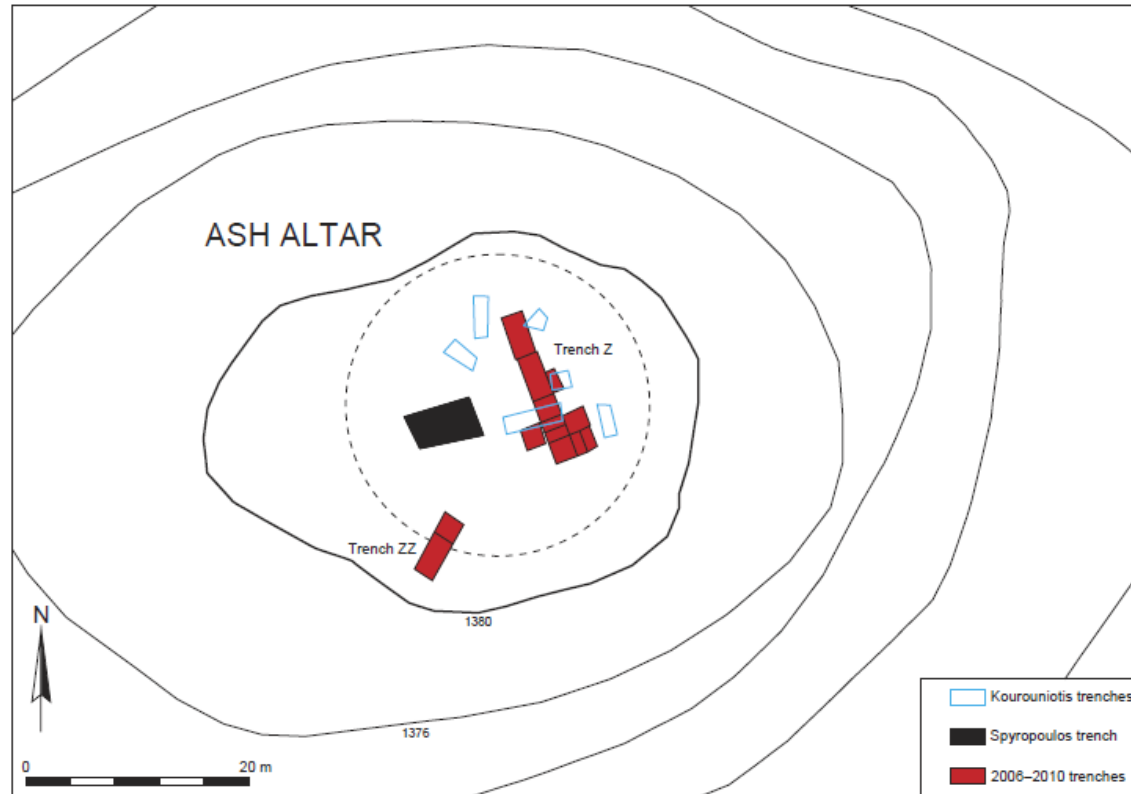 ASH ALTAR
Trench Z
Trench ZZ
1380
1376
N
0
20 m
Kourouniotis trenches
Spyropoulos trench
2006–2010 trenches